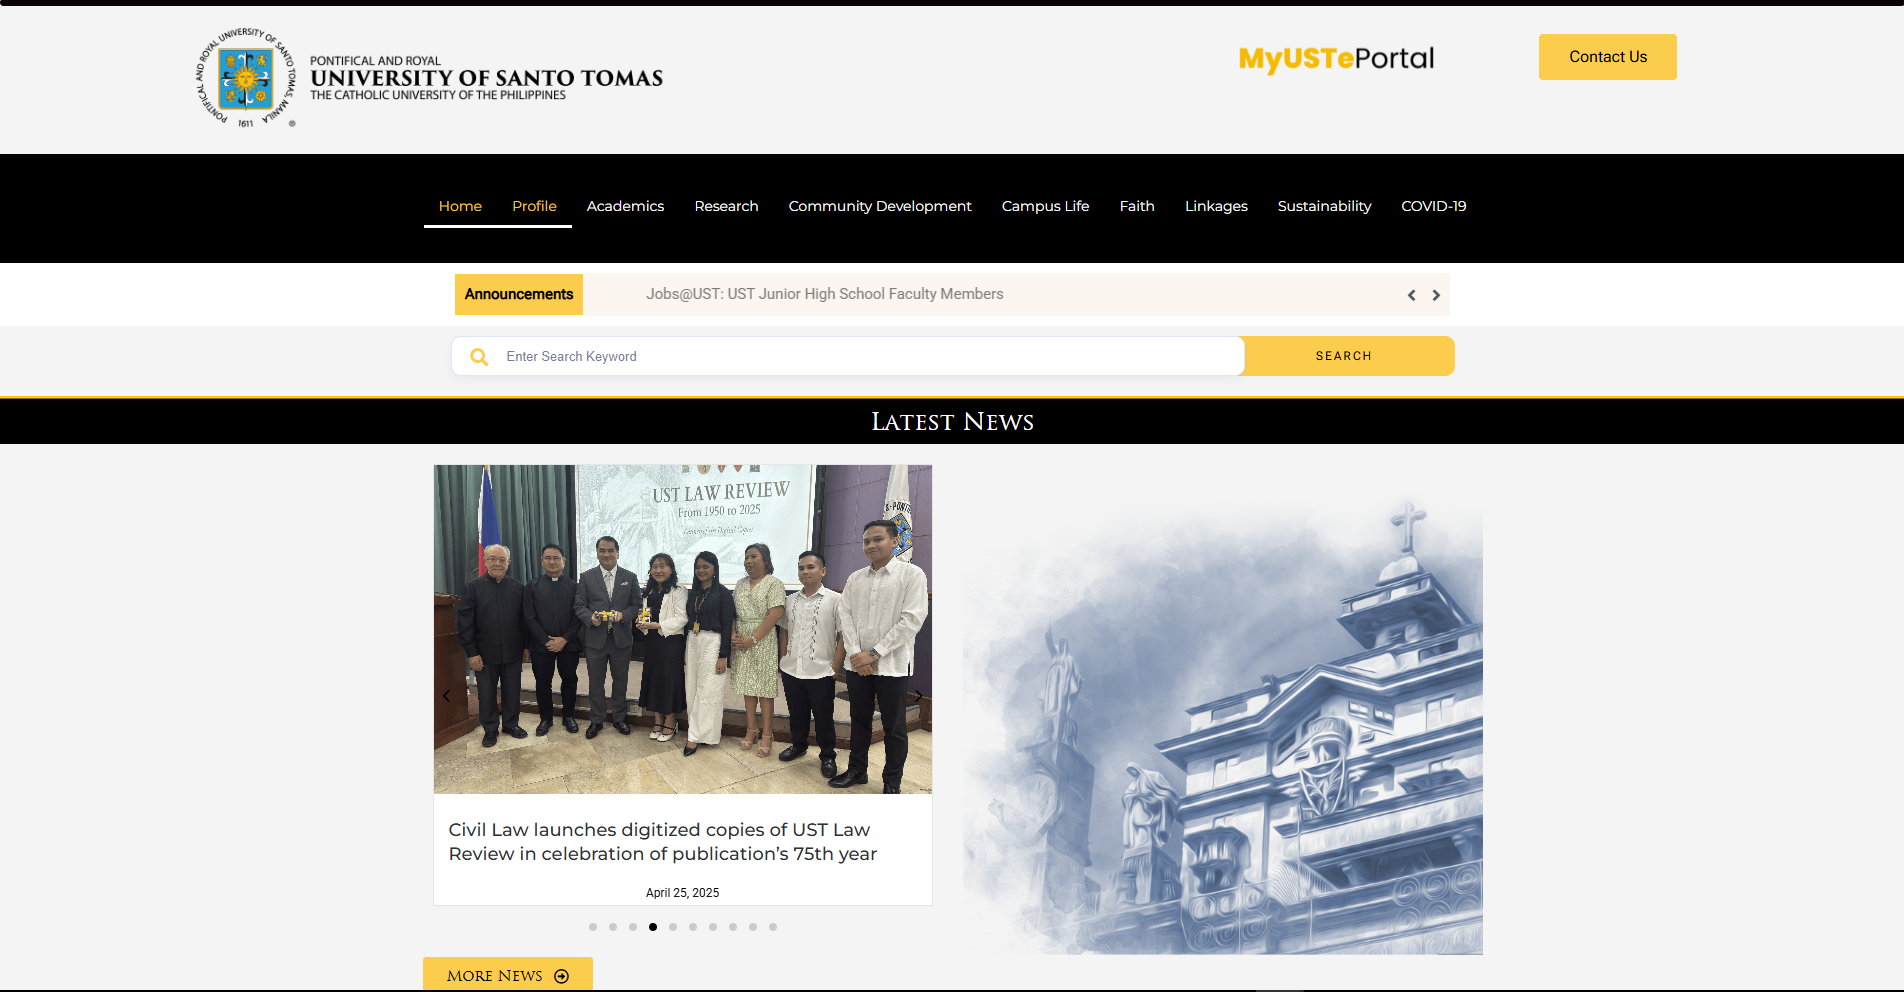 PONTIFICAL AND ROYAL UNIVERSITY OF SANTO TOMAS, MANILA
1611
PONTIFICAL AND ROYAL
UNIVERSITY OF SANTO TOMAS
THE CATHOLIC UNIVERSITY OF THE PHILIPPINES
MyUSTePortal
Contact Us
Home
Profile
Academics
Research
Community Development
Campus Life
Faith
Linkages
Sustainability
COVID-19
Announcements
Jobs@UST: UST Junior High School Faculty Members
Enter Search Keyword
SEARCH
LATEST NEWS
UST LAW REVIEW
From 1950 to 2025
Civil Law launches digitized copies of UST Law
Review in celebration of publication’s 75th year
April 25, 2025
MORE NEWS